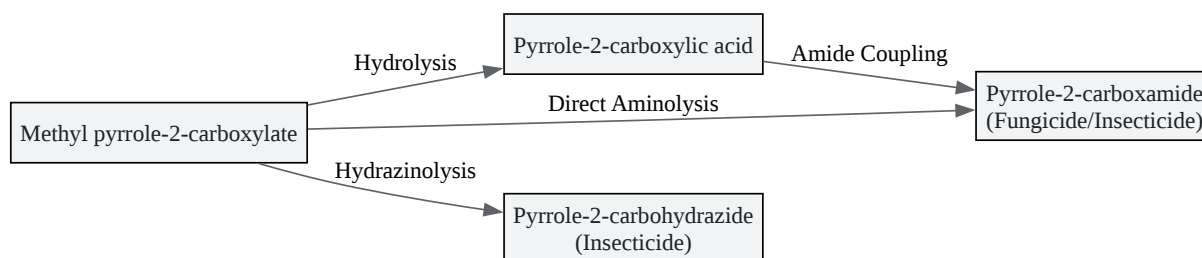 Pyrrole-2-carboxylic acid
Amide Coupling
Hydrolysis
Pyrrole-2-carboxamide
(Fungicide/Insecticide)
Direct Aminolysis
Methyl pyrrole-2-carboxylate
Hydrazinolysis
Pyrrole-2-carbohydrazide
(Insecticide)